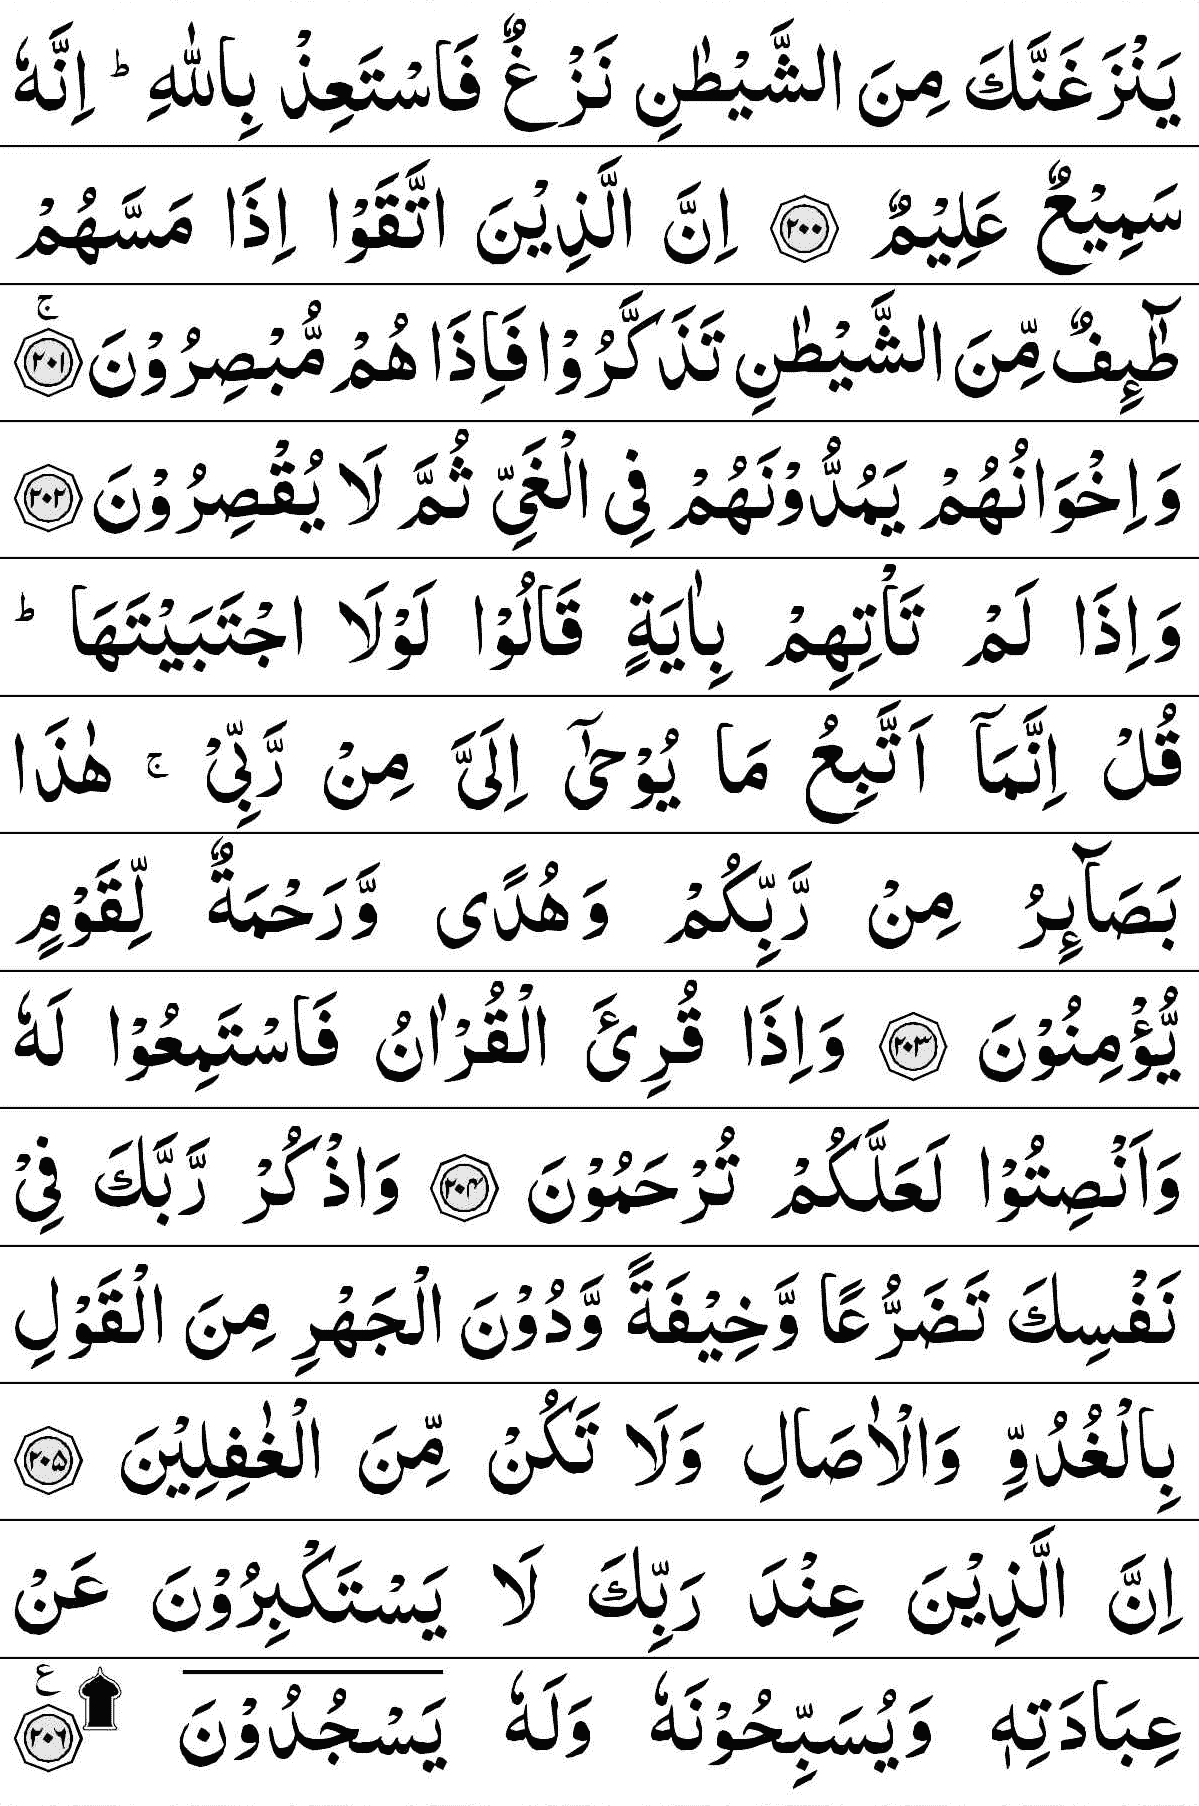 يَنْزَغَنَّكَ مِنَ الشَّيْطٰنِ نَزْغٌ فَاسْتَعِذْ بِاللّٰهِ ؕ اِنَّهٗ
سَمِيْعٌ عَلِيْمٌ ۝۲۰۰ اِنَّ الَّذِيْنَ اتَّقَوْا اِذَا مَسَّهُمْ
طٰٓئِفٌ مِّنَ الشَّيْطٰنِ تَذَكَّرُوْا فَاِذَا هُمْ مُّبْصِرُوْنَ ۝۲۰۱ۚ
وَاِخْوَانُهُمْ يَمُدُّوْنَهُمْ فِى الْغَىِّ ثُمَّ لَا يُقْصِرُوْنَ ۝۲۰۲
وَاِذَا لَمْ تَاْتِهِمْ بِاٰيَةٍ قَالُوْا لَوْلَا اجْتَبَيْتَهَا ؕ
قُلْ اِنَّمَآ اَتَّبِعُ مَا يُوْحٰٓى اِلَىَّ مِنْ رَّبِّىْ ۚ هٰذَا
بَصَآئِرُ مِنْ رَّبِّكُمْ وَهُدًى وَّرَحْمَةٌ لِّقَوْمٍ
يُّؤْمِنُوْنَ ۝۲۰۳ وَاِذَا قُرِئَ الْقُرْاٰنُ فَاسْتَمِعُوْا لَهٗ
وَاَنْصِتُوْا لَعَلَّكُمْ تُرْحَمُوْنَ ۝۲۰۴ وَاذْكُرْ رَّبَّكَ فِىْ
نَفْسِكَ تَضَرُّعًا وَّخِيْفَةً وَّدُوْنَ الْجَهْرِ مِنَ الْقَوْلِ
بِالْغُدُوِّ وَالْاٰصَالِ وَلَا تَكُنْ مِّنَ الْغٰفِلِيْنَ ۝۲۰۵
اِنَّ الَّذِيْنَ عِنْدَ رَبِّكَ لَا يَسْتَكْبِرُوْنَ عَنْ
عِبَادَتِهٖ وَيُسَبِّحُوْنَهٗ وَلَهٗ يَسْجُدُوْنَ ۩ ۝۲۰۶ ع